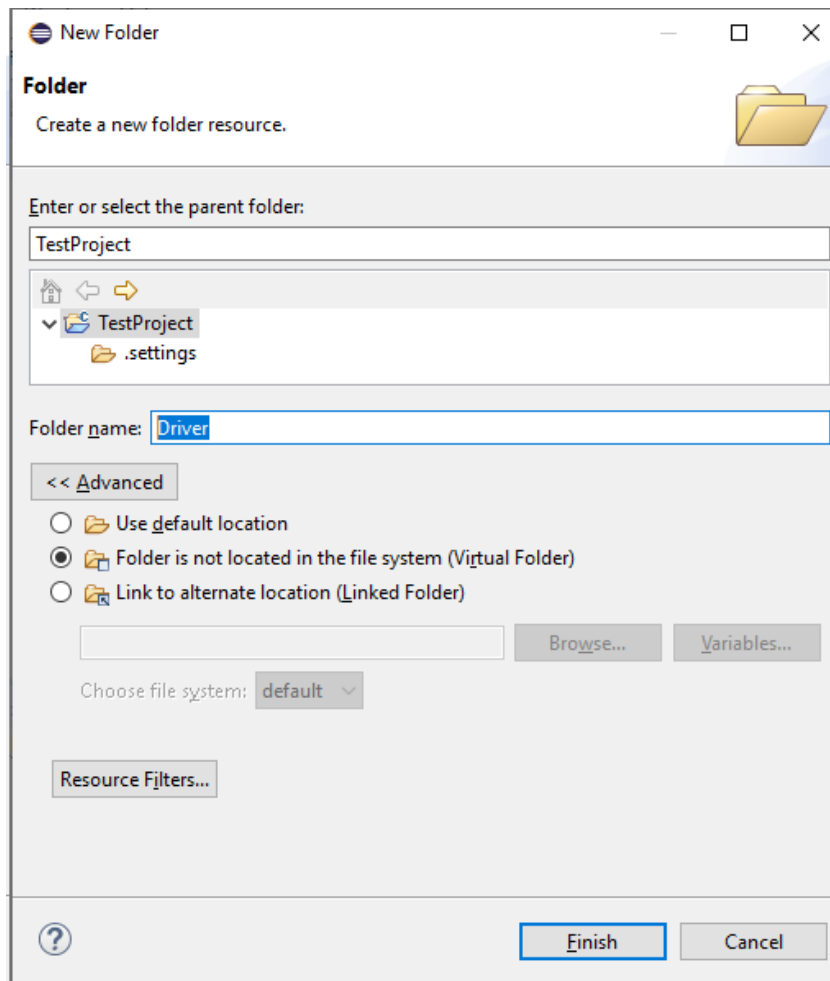 New Folder
Folder
Create a new folder resource.
Enter or select the parent folder:
TestProject
TestProject
.settings
Folder name: Driver
<< Advanced
Use default location
Folder is not located in the file system (Virtual Folder)
Link to alternate location (Linked Folder)
Browse... Variables...
Choose file system: default
Resource Filters...
? Finish Cancel